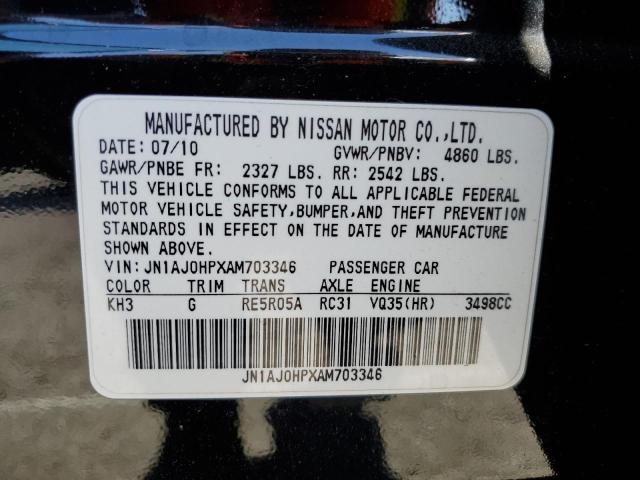 MANUFACTURED BY NISSAN MOTOR CO.,LTD.
DATE: 07/10 GVWR/PNBV: 4860 LBS.
GAWR/PNBE FR: 2327 LBS. RR: 2542 LBS.
THIS VEHICLE CONFORMS TO ALL APPLICABLE FEDERAL
MOTOR VEHICLE SAFETY,BUMPER,AND THEFT PREVENTION
STANDARDS IN EFFECT ON THE DATE OF MANUFACTURE
SHOWN ABOVE.
VIN:JN1AJ0HPXAM703346 PASSENGER CAR
COLOR TRIM TRANS AXLE ENGINE
KH3 G RE5R05A RC31 VQ35(HR) 3498CC
JN1AJ0HPXAM703346